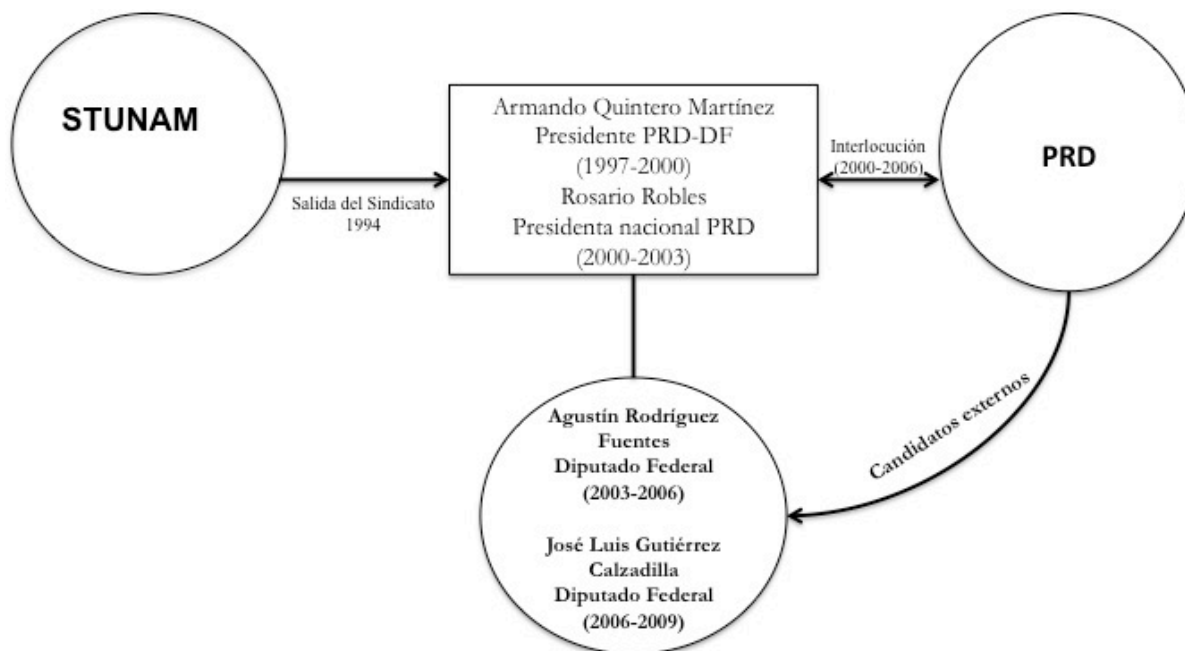 STUNAM
Salida del Sindicato
1994
Armando Quintero Martínez
Presidente PRD-DF
(1997-2000)
Rosario Robles
Presidenta nacional PRD
(2000-2003)
Interlocución
(2000-2006)
PRD
Candidatos externos
Agustín Rodríguez
Fuentes
Diputado Federal
(2003-2006)
José Luis Gutiérrez
Calzadilla
Diputado Federal
(2006-2009)